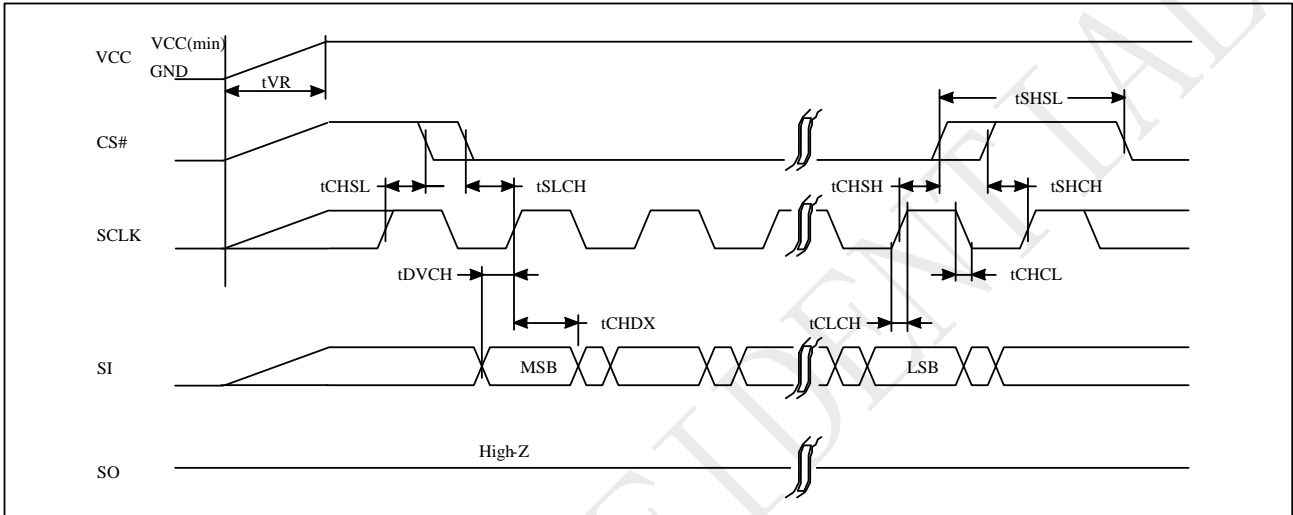 VCC
VCC(min)
GND
tVR
tSHSL
CS#
tCHSL
tSLCH
tCHSH
tSHCH
SCLK
tDVCH
tCHCL
tCHDX
tCLCH
SI
MSB
LSB
High-Z
SO